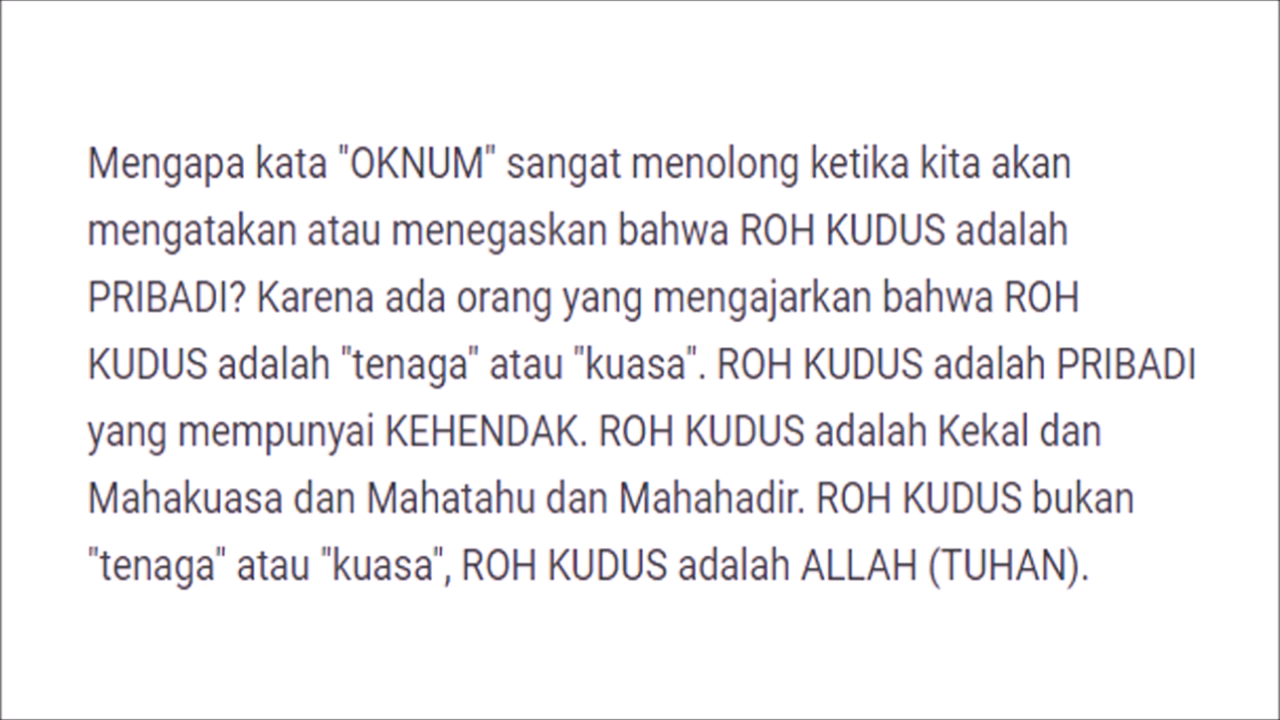 Mengapa kata "OKNUM" sangat menolong ketika kita akan
mengatakan atau menegaskan bahwa ROH KUDUS adalah
PRIBADI? Karena ada orang yang mengajarkan bahwa ROH
KUDUS adalah "tenaga" atau "kuasa". ROH KUDUS adalah PRIBADI
yang mempunyai KEHENDAK. ROH KUDUS adalah Kekal dan
Mahakuasa dan Mahatahu dan Mahahadir. ROH KUDUS bukan
"tenaga" atau "kuasa", ROH KUDUS adalah ALLAH (TUHAN).